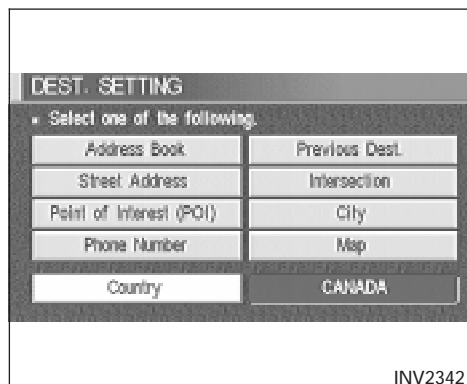 DEST. SETTING
Select one of the following.
Address Book Previous Dest.
Street Address Intersection
Point of Interest (POI) City
Phone Number Map
Country CANADA
INV2342